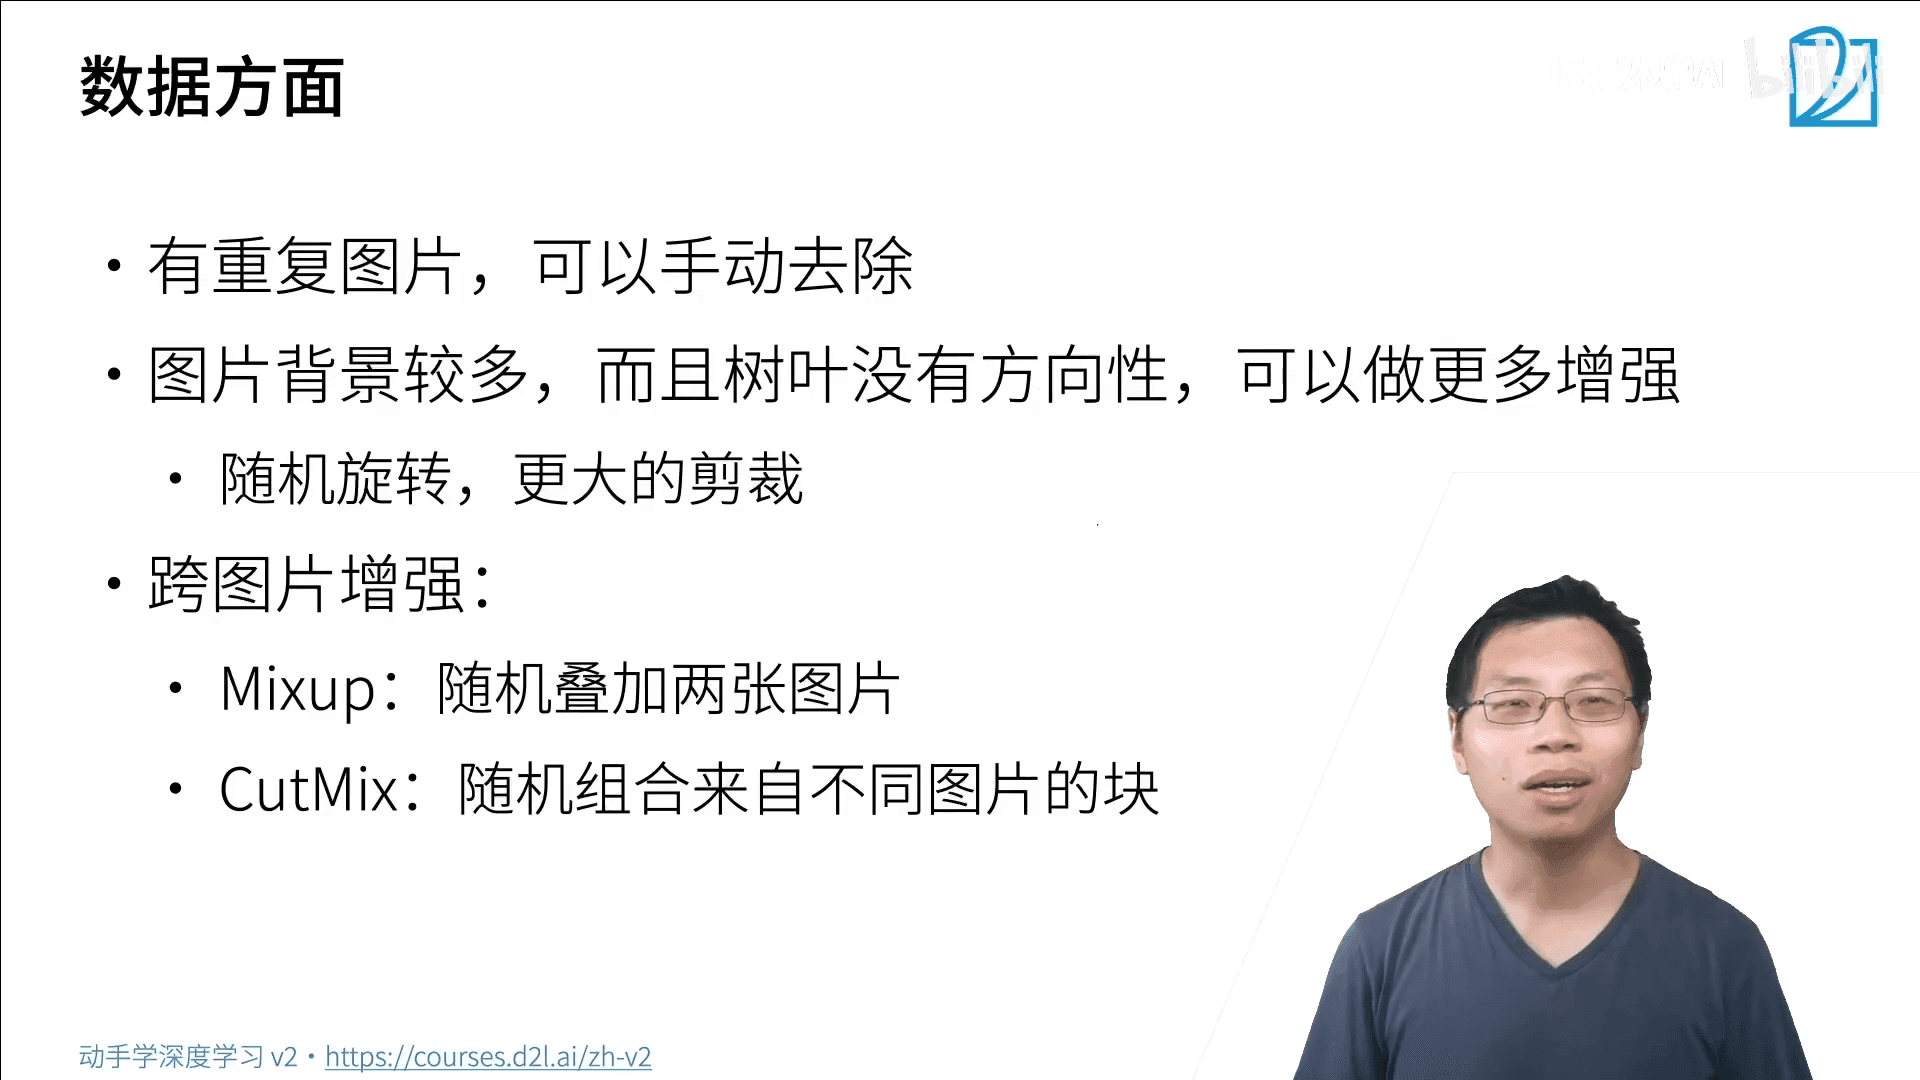 数据方面
• 有重复图片，可以手动去除
• 图片背景较多，而且树叶没有方向性，可以做更多增强
• 随机旋转，更大的剪裁
• 跨图片增强：
• Mixup：随机叠加两张图片
• CutMix：随机组合来自不同图片的块
动手学深度学习 v2 • https://courses.d2l.ai/zh-v2